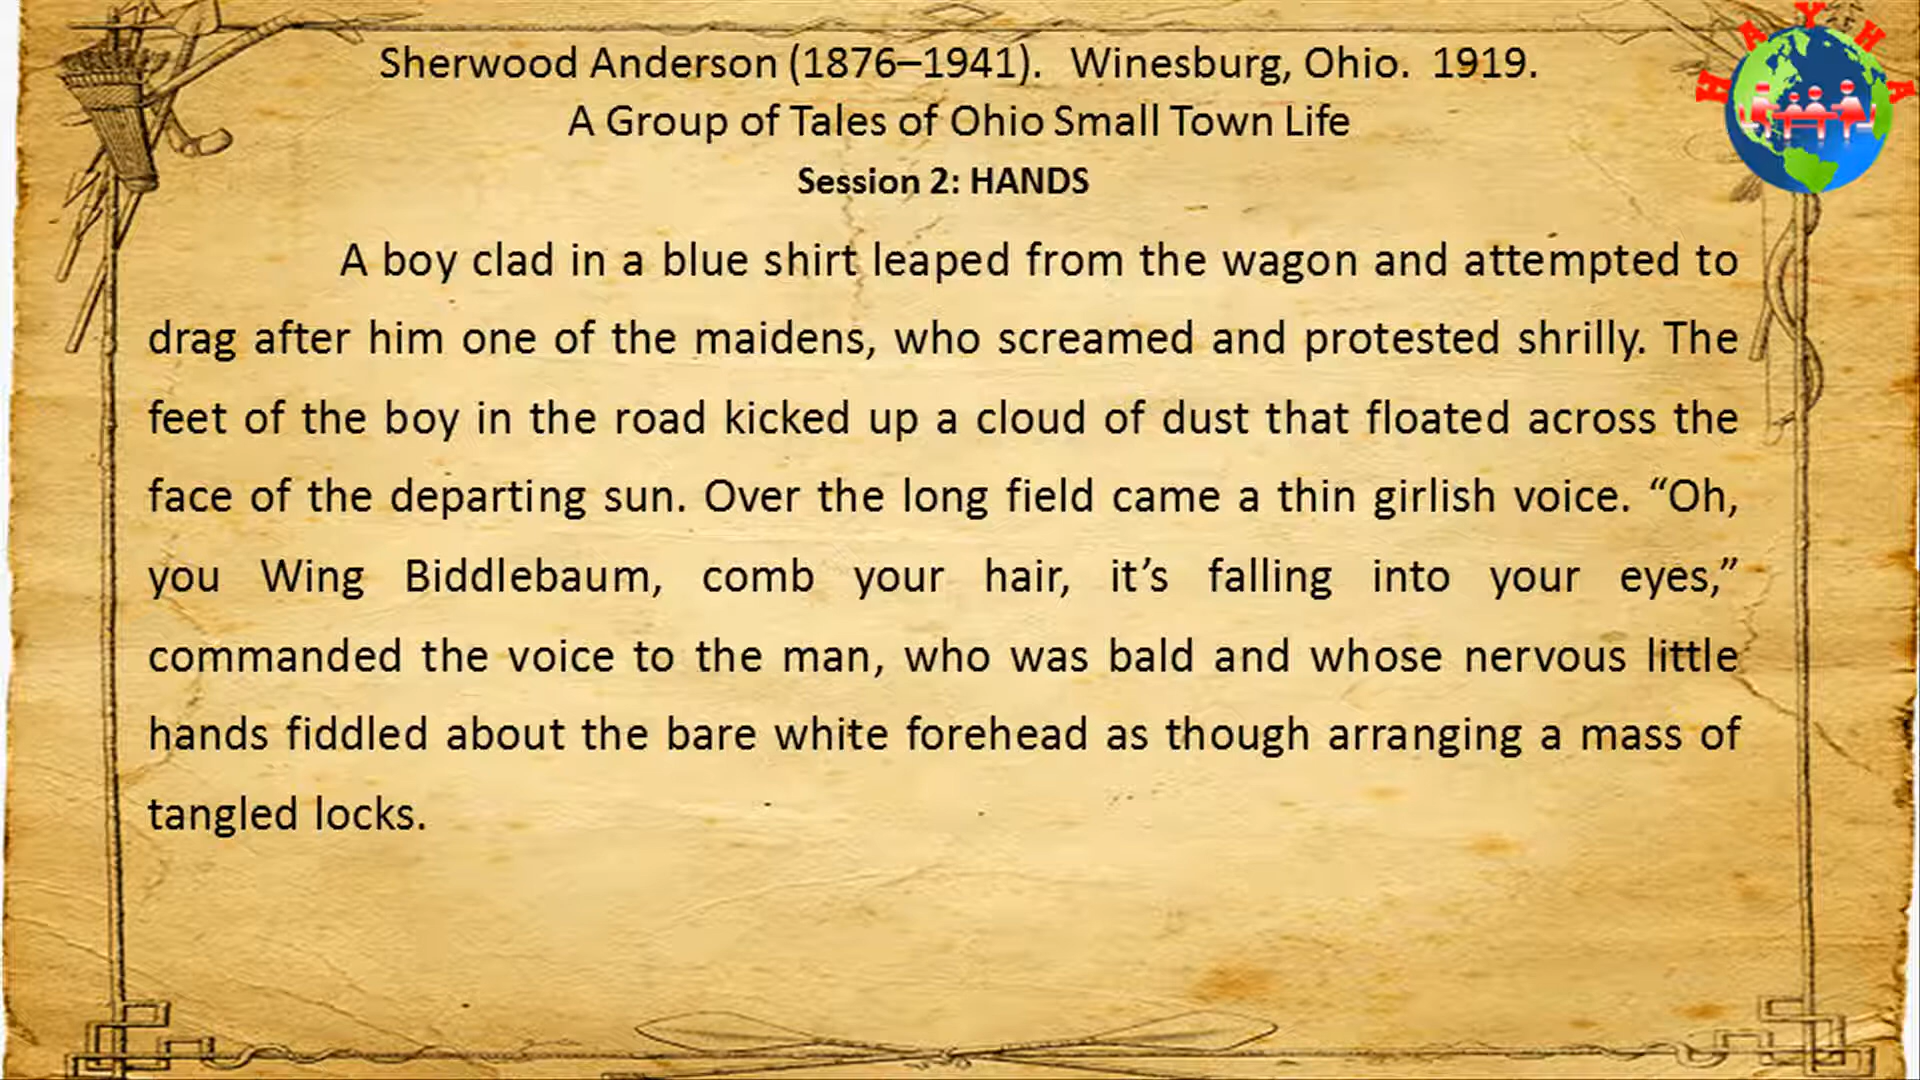 Sherwood Anderson (1876–1941).  Winesburg, Ohio.  1919.
A Group of Tales of Ohio Small Town Life
Session 2: HANDS
A boy clad in a blue shirt leaped from the wagon and attempted to
drag after him one of the maidens, who screamed and protested shrilly. The
feet of the boy in the road kicked up a cloud of dust that floated across the
face of the departing sun. Over the long field came a thin girlish voice. “Oh,
you Wing Biddlebaum, comb your hair, it’s falling into your eyes,”
commanded the voice to the man, who was bald and whose nervous little
hands fiddled about the bare white forehead as though arranging a mass of
tangled locks.
HAYHA